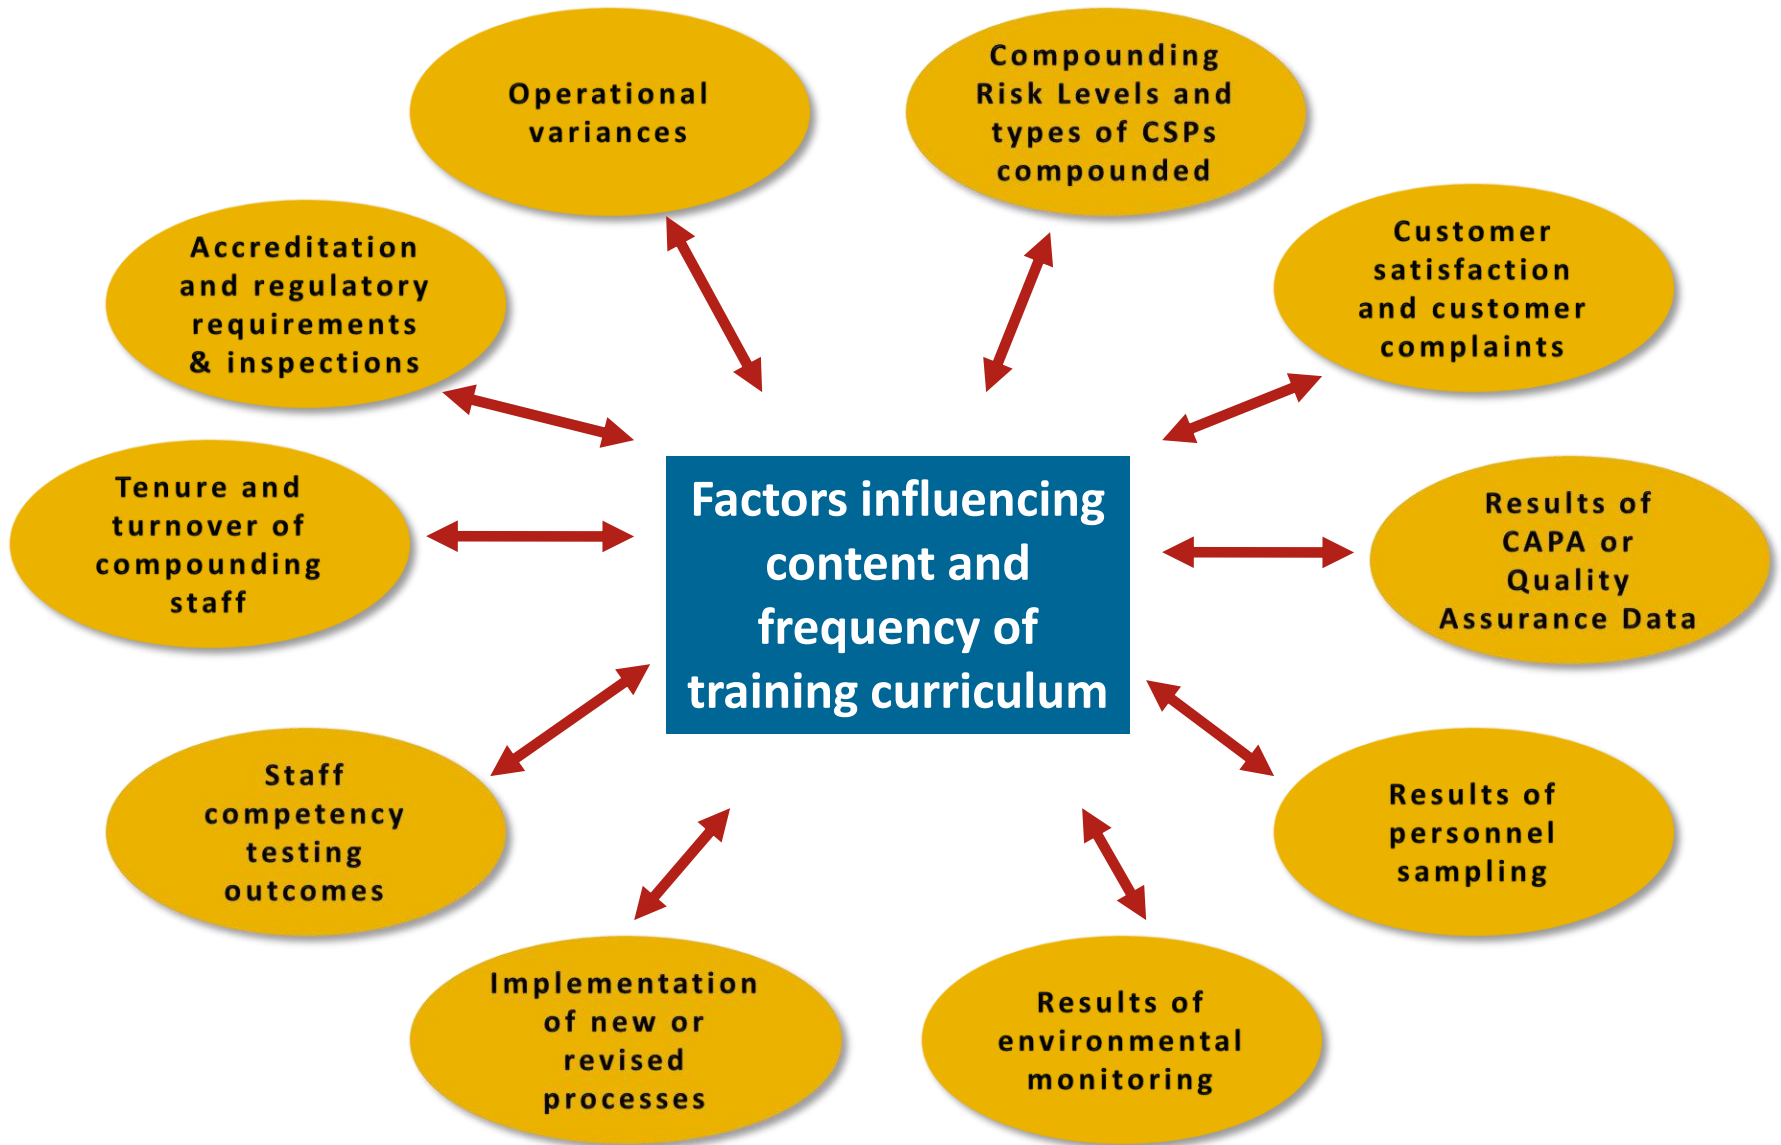 Operational
variances
Compounding
Risk Levels and
types of CSPs
compounded
Customer
satisfaction
and customer
complaints
Results of
CAPA or
Quality
Assurance Data
Results of
personnel
sampling
Results of
environmental
monitoring
Implementation
of new or
revised
processes
Staff
competency
testing
outcomes
Tenure and
turnover of
compounding
staff
Accreditation
and regulatory
requirements
& inspections
Factors influencing
content and
frequency of
training curriculum